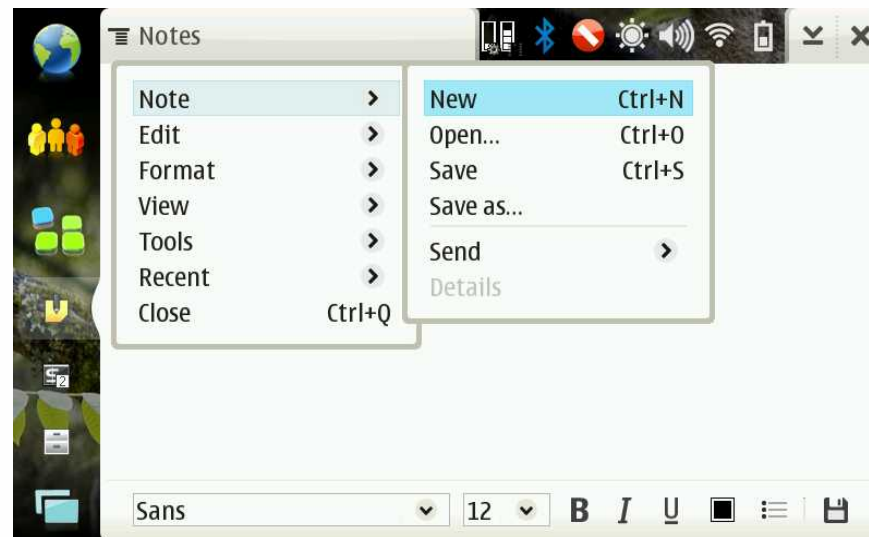 Notes
Note
Edit
Format
View
Tools
Recent
Close Ctrl+Q
New Ctrl+N
Open... Ctrl+O
Save Ctrl+S
Save as...
Send
Details
2
Sans 12 B I U